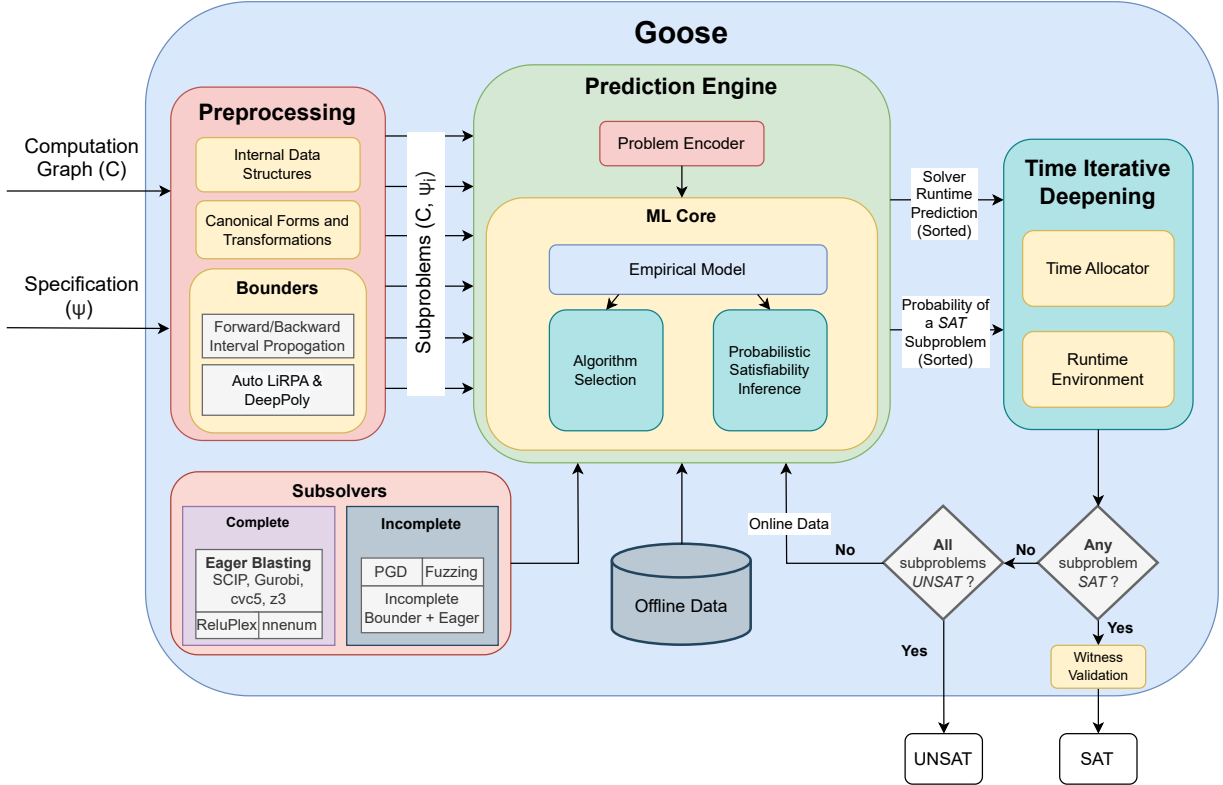 Goose
Computation
Graph (C)
Specification
(ψ)
Preprocessing
Internal Data
Structures
Canonical Forms and
Transformations
Bounders
Forward/Backward
Interval Propogation
Auto LiRPA &
DeepPoly
Subproblems (C, ψi)
Prediction Engine
Problem Encoder
ML Core
Empirical Model
Algorithm
Selection
Probabilistic
Satisfiability
Inference
Solver
Runtime
Prediction
(Sorted)
Probability of
a SAT
Subproblem
(Sorted)
Time Iterative
Deepening
Time Allocator
Runtime
Environment
Subsolvers
Complete
Eager Blasting
SCIP, Gurobi,
cvc5, z3
ReluPlex
nnenum
Incomplete
PGD
Fuzzing
Incomplete
Bounder + Eager
Offline Data
Online Data
No
All
subproblems
UNSAT ?
No
Any
subproblem
SAT ?
Yes
Yes
Witness
Validation
UNSAT
SAT